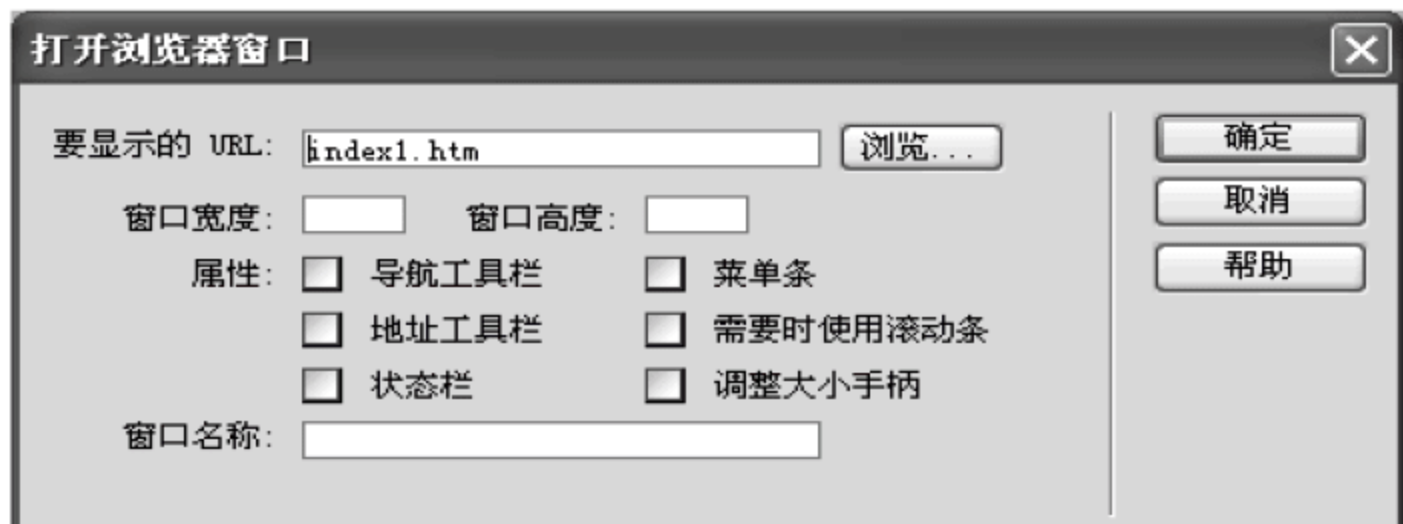 打开浏览器窗口
要显示的 URL: index1.htm 浏览... 确定
窗口宽度: 窗口高度: 取消
属性: 导航工具栏 菜单条 帮助
地址工具栏 需要时使用滚动条
状态栏 调整大小手柄
窗口名称: